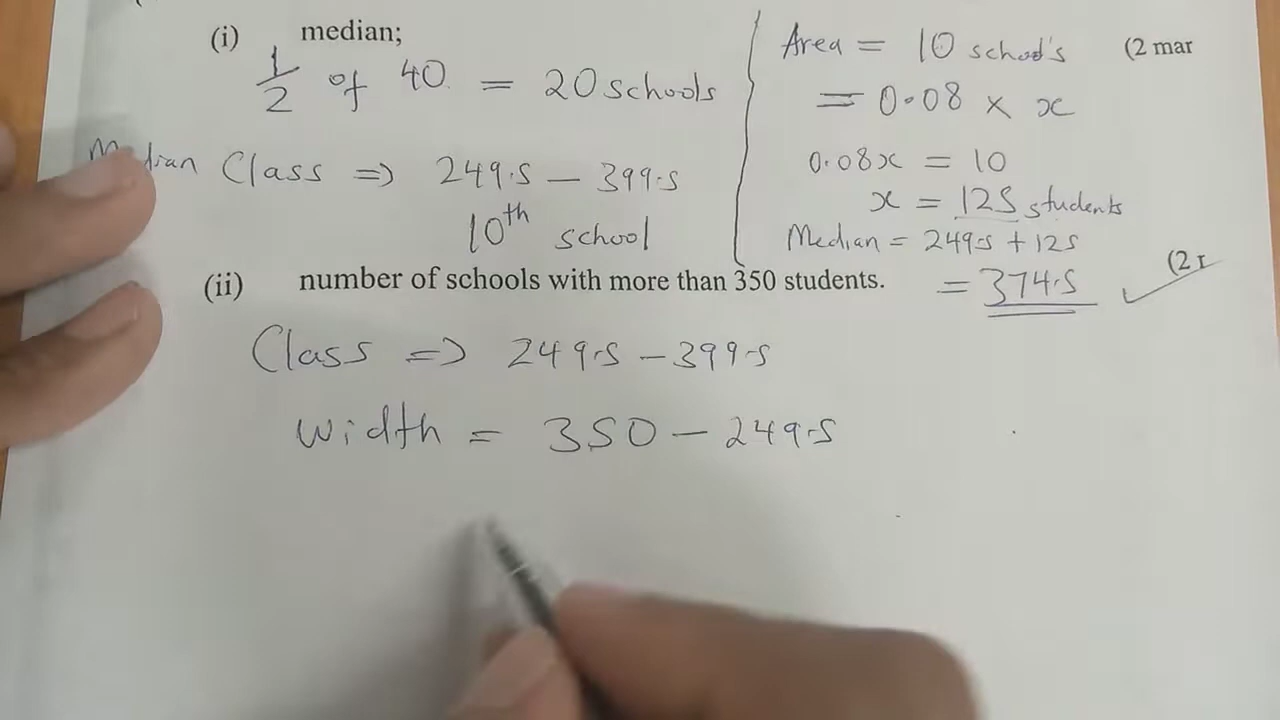 (i) median;
1/2 of 40 = 20 schools
Median Class => 249.5 – 399.5
10th school
Area = 10 school's (2 mar
= 0.08 x x
0.08x = 10
x = 125 students
Median = 249.5 + 125
= 374.5
(ii) number of schools with more than 350 students. (2 r
Class => 249.5 – 399.5
Width = 350 – 249.5